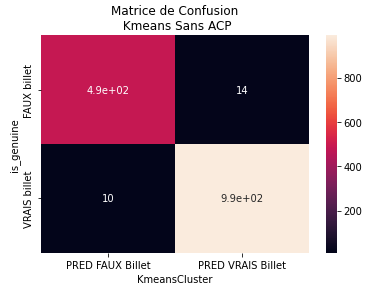 Matrice de Confusion
Kmeans Sans ACP
FAUX billet
VRAIS billet
is_genuine
4.9e+02
14
10
9.9e+02
PRED FAUX Billet
PRED VRAIS Billet
KmeansCluster
800
600
400
200